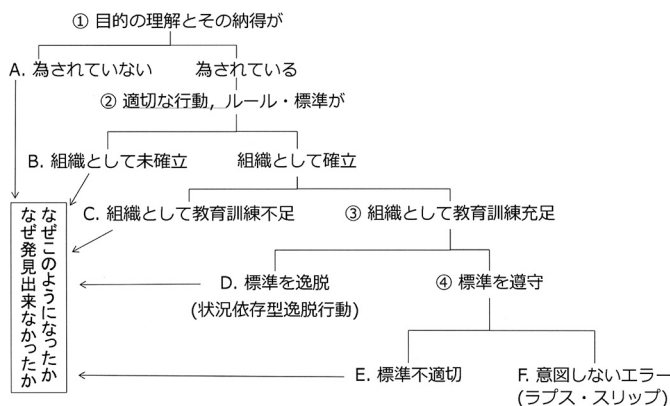 ① 目的の理解とその納得が
A. 為されていない
為されている
② 適切な行動，ルール・標準が
B. 組織として未確立
組織として確立
C. 組織として教育訓練不足
③ 組織として教育訓練充足
なぜこのようになったか
なぜ発見出来なかったか
D. 標準を逸脱
(状況依存型逸脱行動)
④ 標準を遵守
E. 標準不適切
F. 意図しないエラー
(ラプス・スリップ)